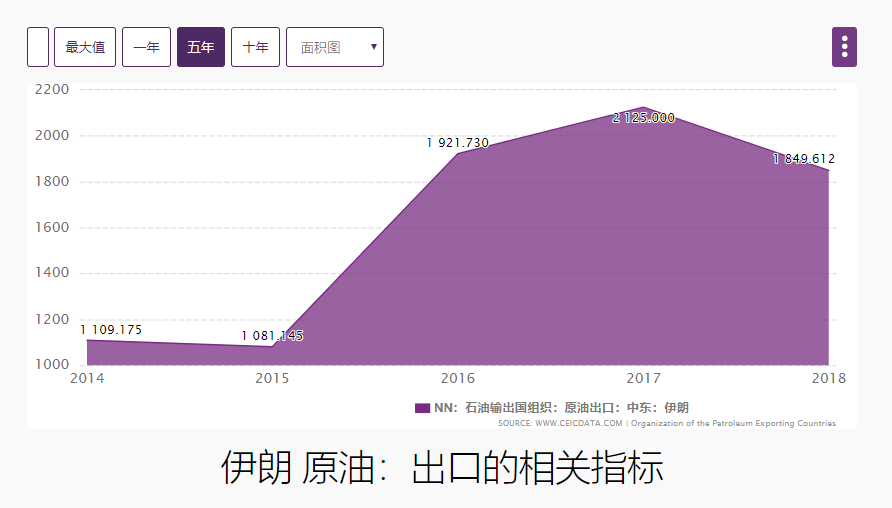 最大值 一年 五年 十年 面积图
2200
2000
1800
1600
1400
1200
1000
1 109.175
1 081.145
1 921.730
2 125.000
1 849.612
2014 2015 2016 2017 2018
NN：石油输出国组织：原油出口：中东：伊朗
SOURCE: WWW.CEICDATA.COM | Organization of the Petroleum Exporting Countries
伊朗 原油：出口的相关指标